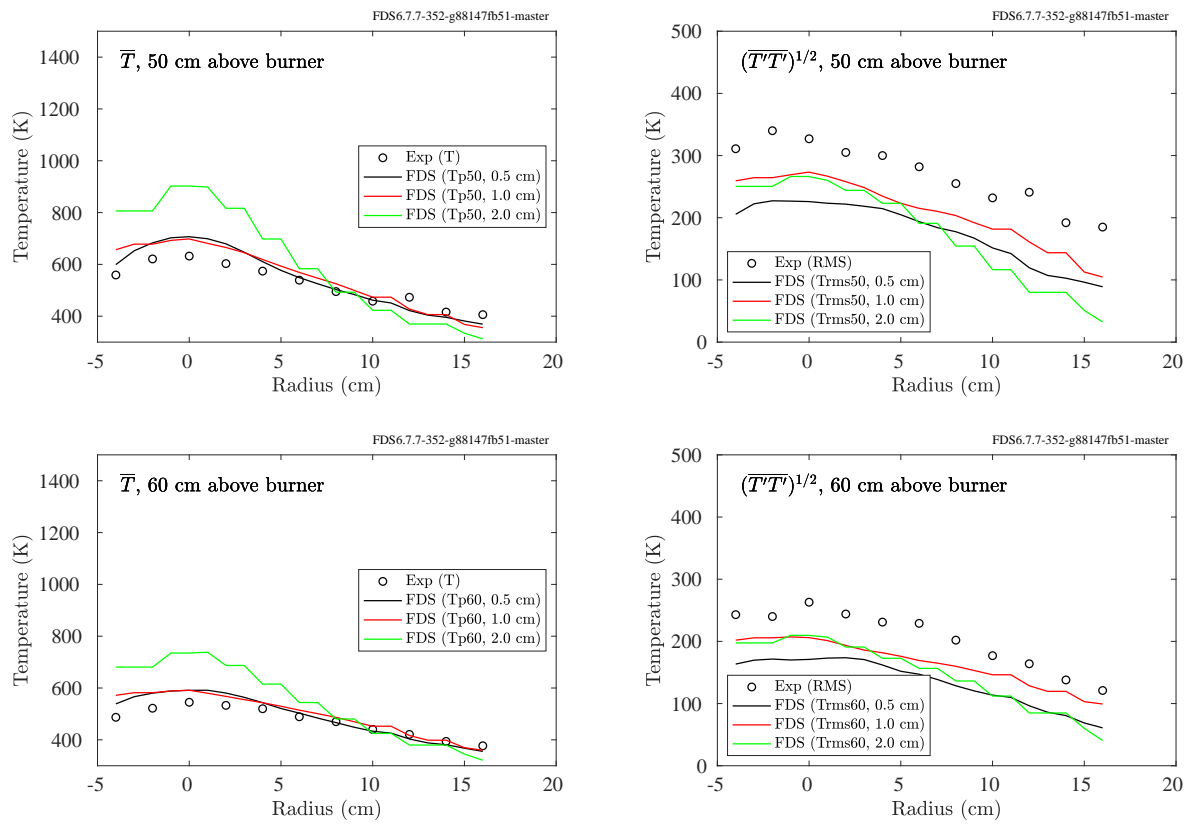 FDS6.7.7-352-g88147fb51-master
T̅, 50 cm above burner
Temperature (K)
1400
1200
1000
800
600
400
Exp (T)
FDS (Tp50, 0.5 cm)
FDS (Tp50, 1.0 cm)
FDS (Tp50, 2.0 cm)
-5 0 5 10 15 20
Radius (cm)
FDS6.7.7-352-g88147fb51-master
(T′T′)^1/2, 50 cm above burner
Temperature (K)
500
400
300
200
100
0
Exp (RMS)
FDS (Trms50, 0.5 cm)
FDS (Trms50, 1.0 cm)
FDS (Trms50, 2.0 cm)
-5 0 5 10 15 20
Radius (cm)
FDS6.7.7-352-g88147fb51-master
T̅, 60 cm above burner
Temperature (K)
1400
1200
1000
800
600
400
Exp (T)
FDS (Tp60, 0.5 cm)
FDS (Tp60, 1.0 cm)
FDS (Tp60, 2.0 cm)
-5 0 5 10 15 20
Radius (cm)
FDS6.7.7-352-g88147fb51-master
(T′T′)^1/2, 60 cm above burner
Temperature (K)
500
400
300
200
100
0
Exp (RMS)
FDS (Trms60, 0.5 cm)
FDS (Trms60, 1.0 cm)
FDS (Trms60, 2.0 cm)
-5 0 5 10 15 20
Radius (cm)